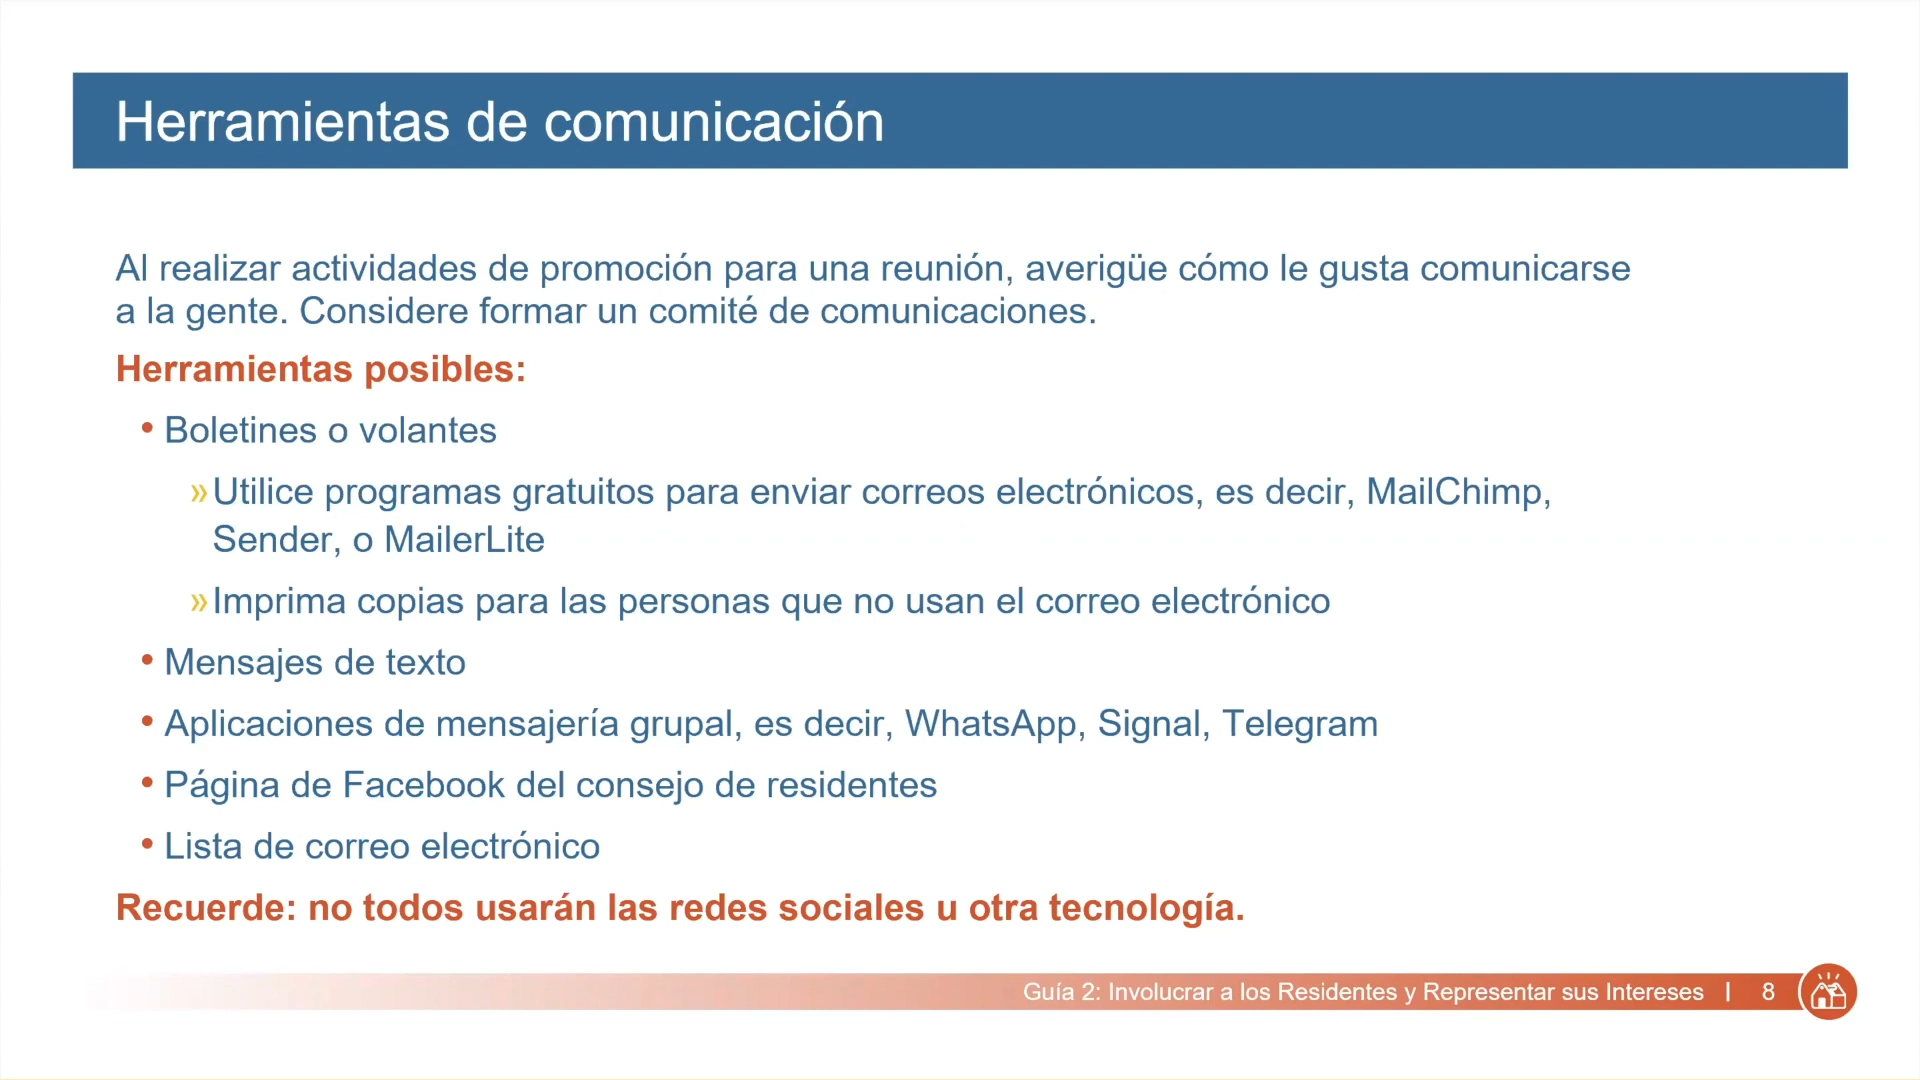 Herramientas de comunicación
Al realizar actividades de promoción para una reunión, averigüe cómo le gusta comunicarse
a la gente. Considere formar un comité de comunicaciones.
Herramientas posibles:
• Boletines o volantes
» Utilice programas gratuitos para enviar correos electrónicos, es decir, MailChimp,
Sender, o MailerLite
» Imprima copias para las personas que no usan el correo electrónico
• Mensajes de texto
• Aplicaciones de mensajería grupal, es decir, WhatsApp, Signal, Telegram
• Página de Facebook del consejo de residentes
• Lista de correo electrónico
Recuerde: no todos usarán las redes sociales u otra tecnología.
Guía 2: Involucrar a los Residentes y Representar sus Intereses | 8